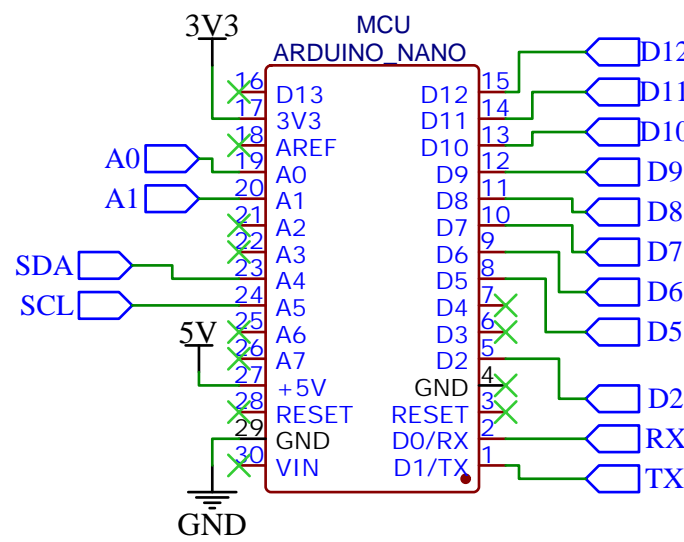 3V3
MCU
ARDUINO_NANO
16 D13 D12 15 D12
17 3V3 D11 14 D11
18 AREF D10 13 D10
A0 19 A0 D9 12 D9
A1 20 A1 D8 11 D8
21 A2 D7 10 D7
22 A3 D6 9 D6
SDA 23 A4 D5 8 D5
SCL 24 A5 D4 7
25 A6 D3 6
5V 26 A7 D2 5 D2
27 +5V GND 4
28 RESET RESET 3
29 GND D0/RX 2 RX
30 VIN D1/TX 1 TX
GND